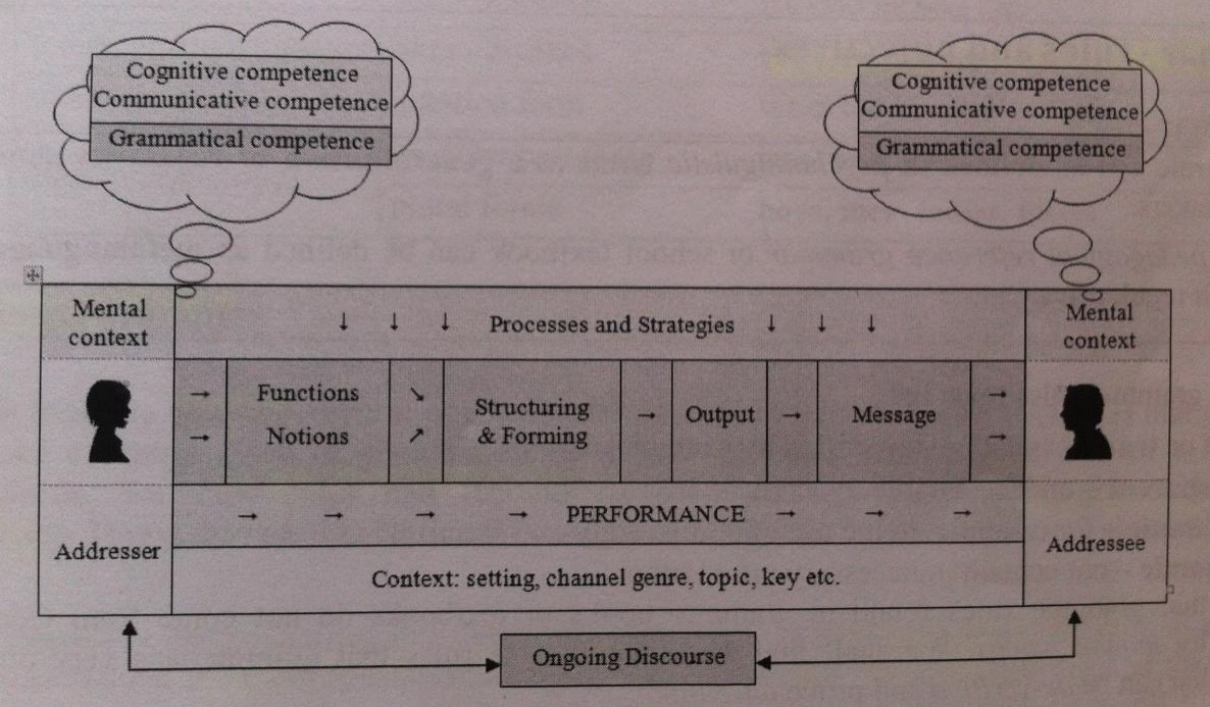 Cognitive competence
Communicative competence
Grammatical competence
Cognitive competence
Communicative competence
Grammatical competence
Mental
context
↓ ↓ ↓ Processes and Strategies ↓ ↓ ↓
Mental
context
→ Functions ↘ Structuring → Output → Message →
→ Notions ↗ & Forming →
Addresser
→ → → → PERFORMANCE → → →
Addressee
Context: setting, channel genre, topic, key etc.
Ongoing Discourse